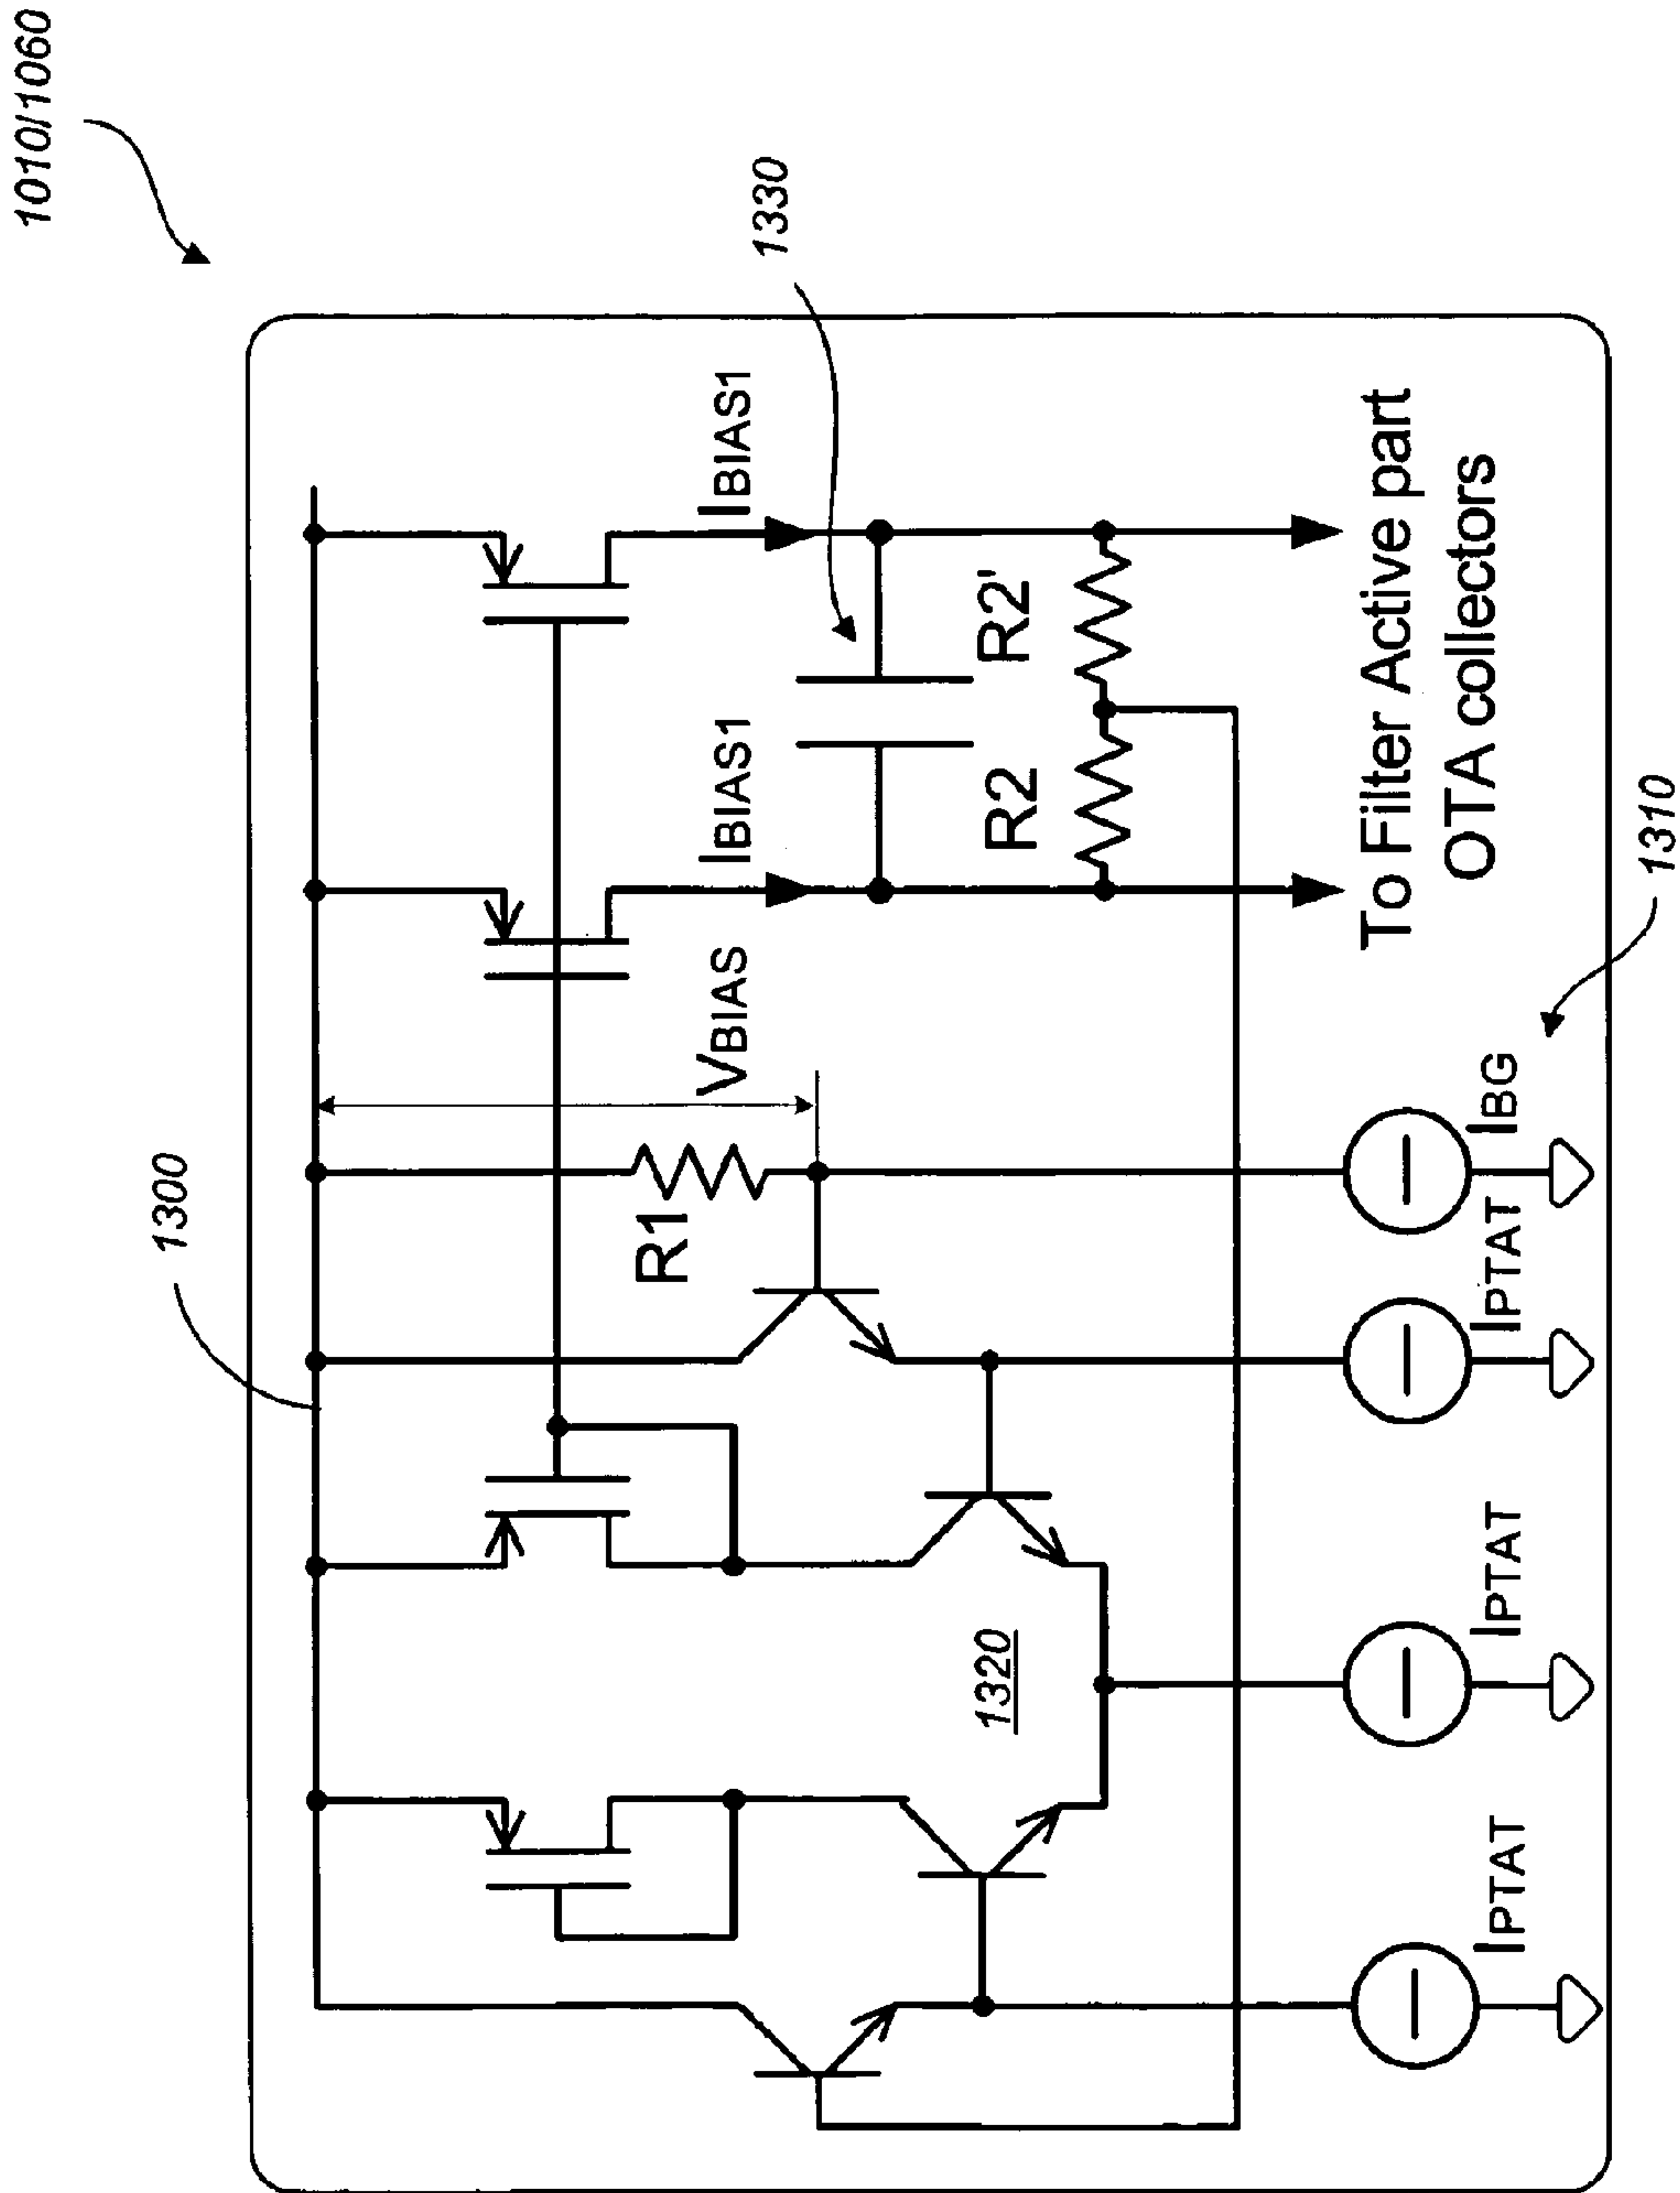 1010/1060
1300
1330
IBIAS1
IBIAS1
VBIAS
R1
R2
R2'
1320
To Filter Active part
OTA collectors
IPTAT
IPTAT
IPTAT
IBG
1310